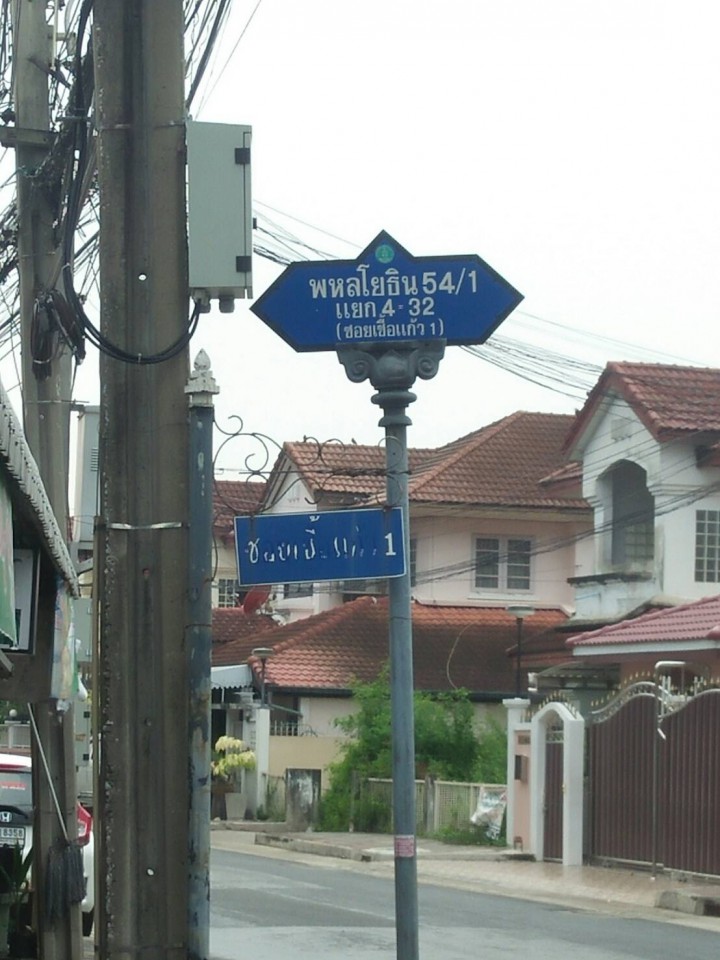 พหลโยธิน 54/1
แยก 4 - 32
(ซอยเชื้อแก้ว 1)
1